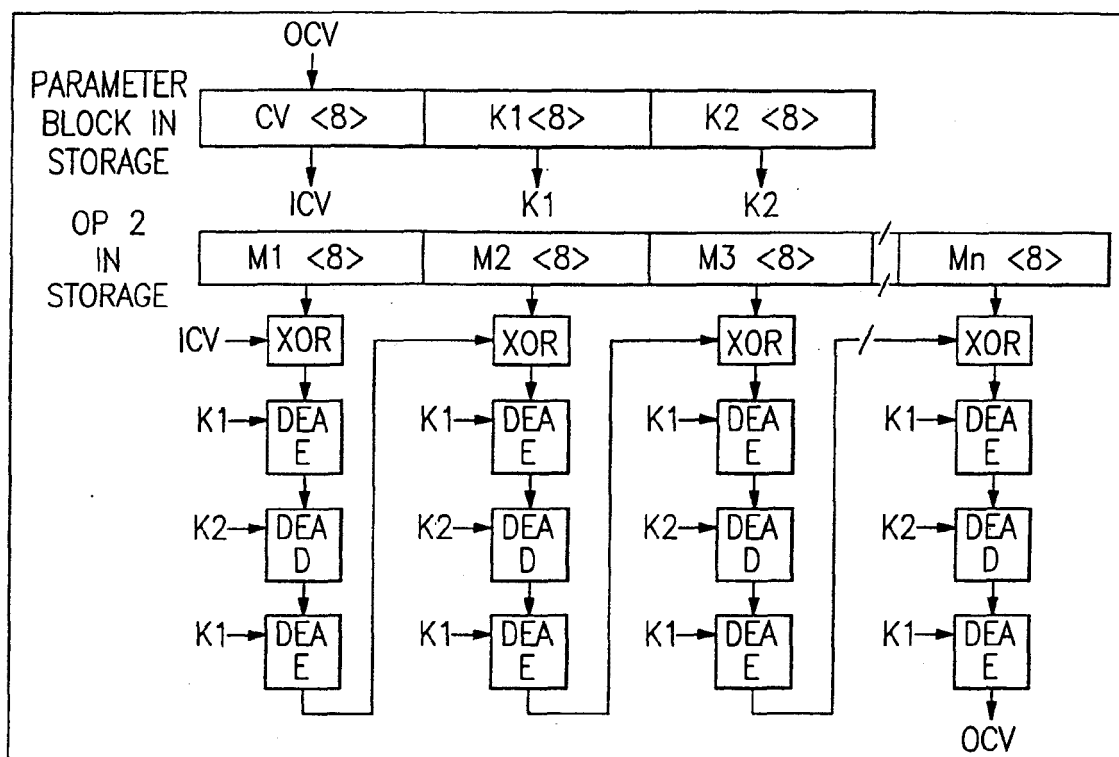 OCV
PARAMETER
BLOCK IN
STORAGE
CV <8> K1<8> K2 <8>
ICV K1 K2
OP 2
IN
STORAGE
M1 <8> M2 <8> M3 <8> Mn <8>
ICV XOR XOR XOR XOR
K1 DEA K1 DEA K1 DEA K1 DEA
E E E E
K2 DEA K2 DEA K2 DEA K2 DEA
D D D D
K1 DEA K1 DEA K1 DEA K1 DEA
E E E E
OCV